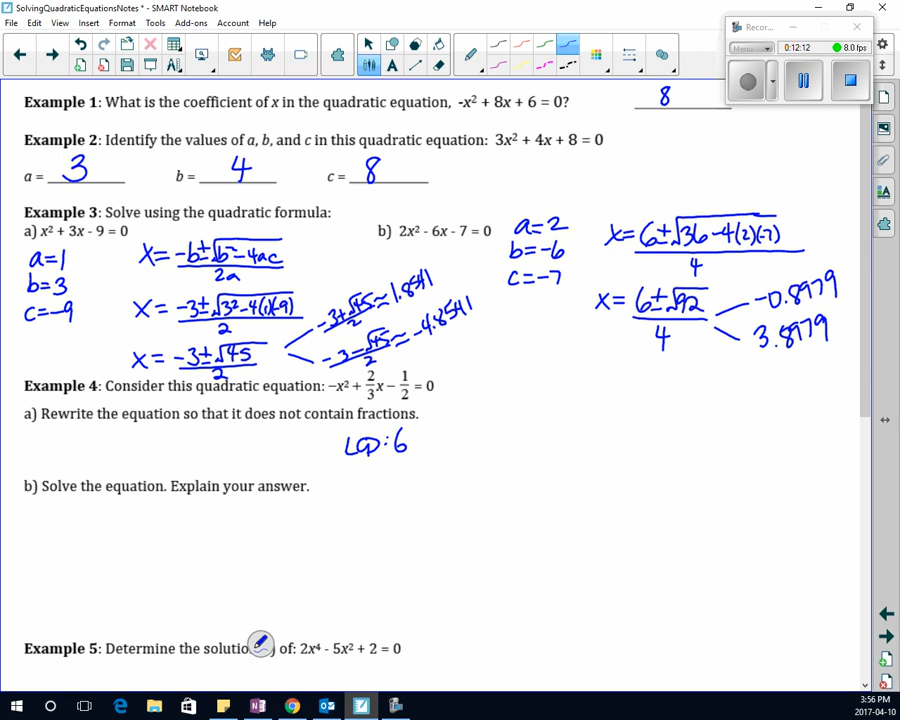 SolvingQuadraticEquationsNotes * - SMART Notebook
File Edit View Insert Format Tools Add-ons Account Help
Recor...
Menu
0:12:12
8.0 fps
Example 1: What is the coefficient of x in the quadratic equation, -x² + 8x + 6 = 0? 8
Example 2: Identify the values of a, b, and c in this quadratic equation: 3x² + 4x + 8 = 0
a = 3 b = 4 c = 8
Example 3: Solve using the quadratic formula:
a) x² + 3x - 9 = 0
a=1
b=3
c=-9
x = -b±√b²-4ac / 2a
x = -3±√3²-4(1)(-9) / 2
x = -3±√45 / 2
-3+√45 / 2 ≈ 1.8541
-3-√45 / 2 ≈ -4.8541
b) 2x² - 6x - 7 = 0
a=2
b=-6
c=-7
x = 6±√36-4(2)(-7) / 4
x = 6±√92 / 4
-0.8979
3.8979
Example 4: Consider this quadratic equation: −x² + 2/3 x − 1/2 = 0
a) Rewrite the equation so that it does not contain fractions.
LCD: 6
b) Solve the equation. Explain your answer.
Example 5: Determine the solutio of: 2x⁴ - 5x² + 2 = 0
3:56 PM
2017-04-10